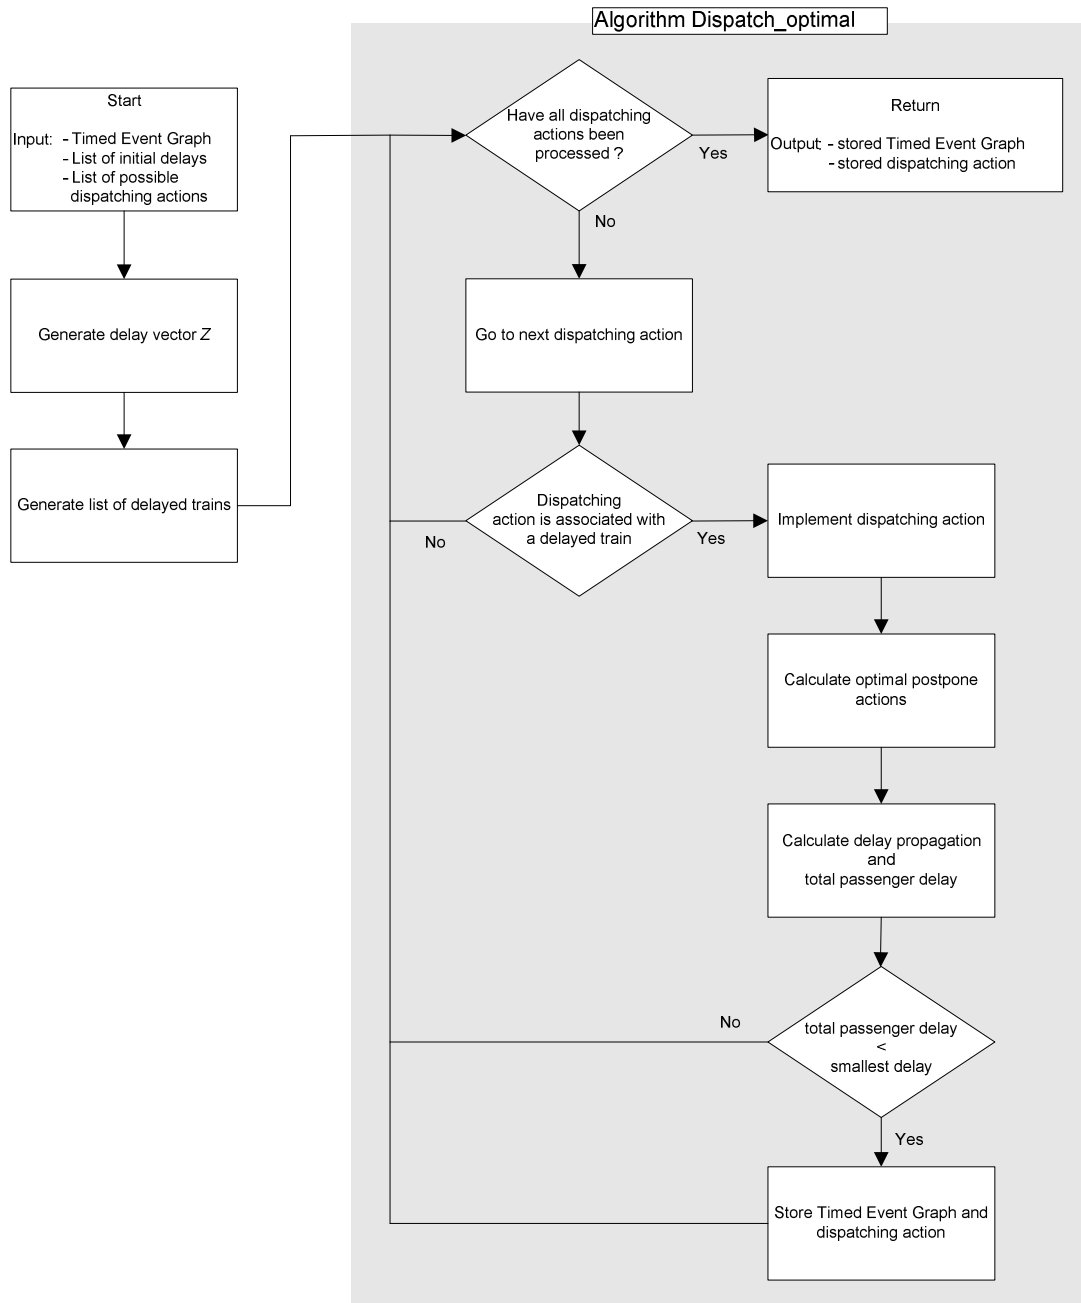 Algorithm Dispatch_optimal
Start
Input: - Timed Event Graph
- List of initial delays
- List of possible
dispatching actions
Generate delay vector Z
Generate list of delayed trains
Have all dispatching
actions been
processed ?
Yes
No
Return
Output: - stored Timed Event Graph
- stored dispatching action
Go to next dispatching action
Dispatching
action is associated with
a delayed train
No
Yes
Implement dispatching action
Calculate optimal postpone
actions
Calculate delay propagation
and
total passenger delay
total passenger delay
<
smallest delay
No
Yes
Store Timed Event Graph and
dispatching action